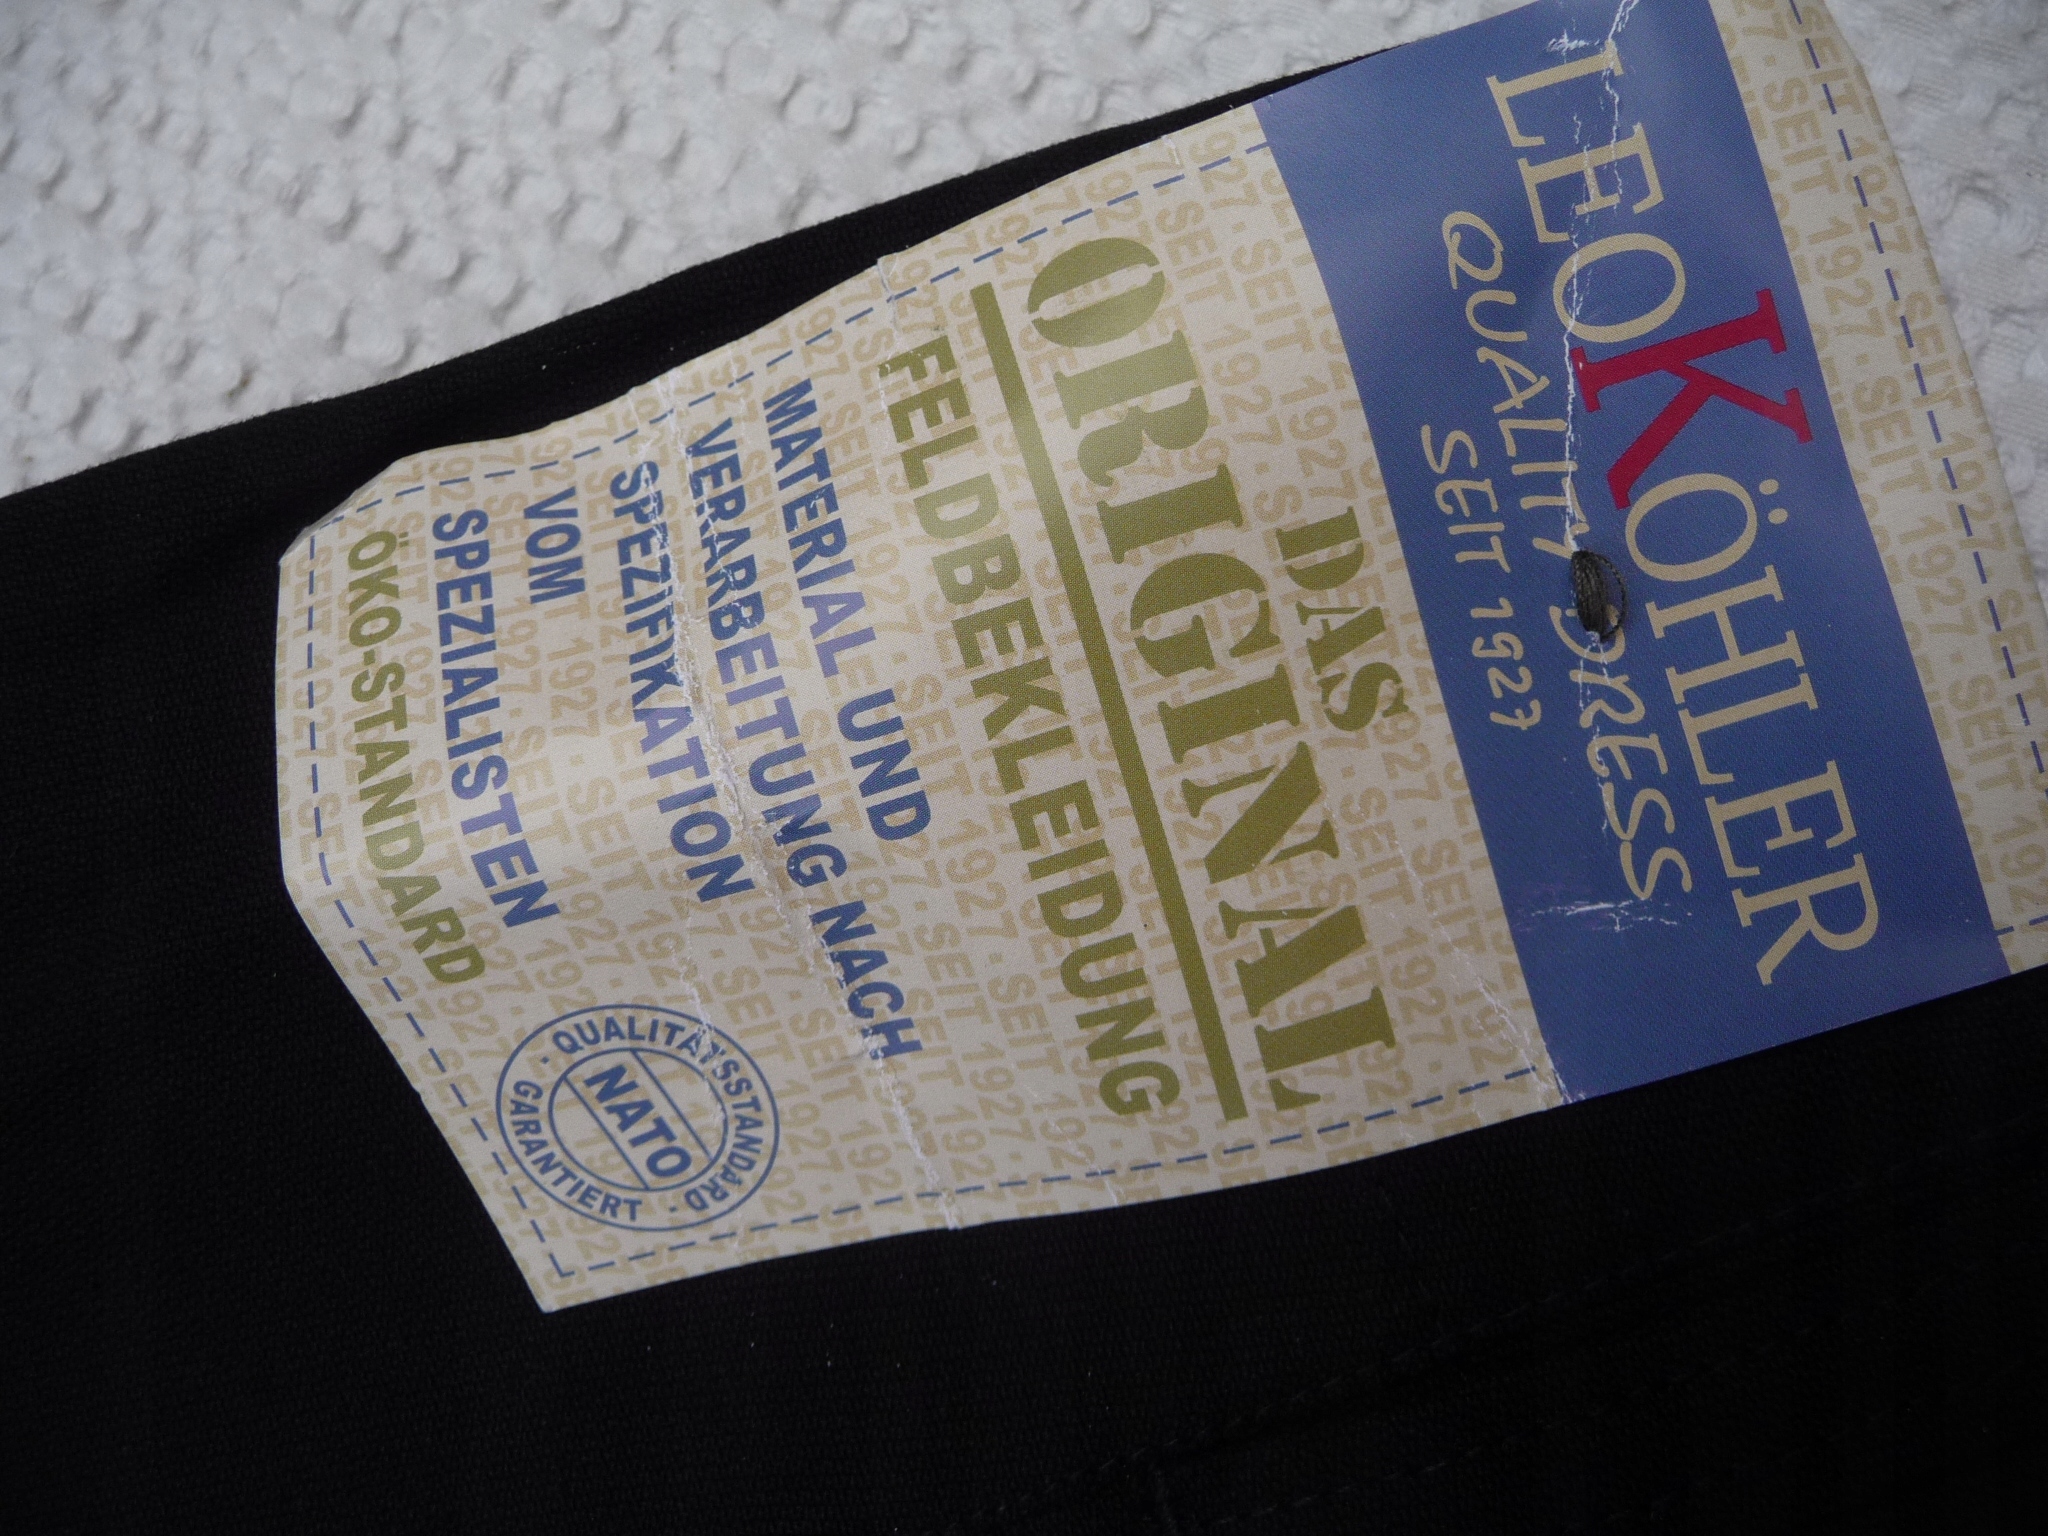 LEO KÖHLER
QUALITY DRESS
SEIT 1927
DAS
ORIGINAL
FELDBEKLEIDUNG
MATERIAL UND
VERARBEITUNG NACH
SPEZIFIKATION
VOM
SPEZIALISTEN
ÖKO-STANDARD
· QUALITÄTSSTANDARD ·
NATO
GARANTIERT